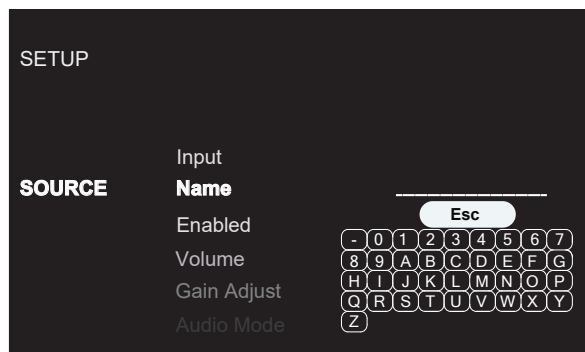 SETUP
Input
SOURCE Name _____________
Enabled Esc
- 0 1 2 3 4 5 6 7
Volume 8 9 A B C D E F G
Gain Adjust H I J K L M N O P
Q R S T U V W X Y
Audio Mode Z